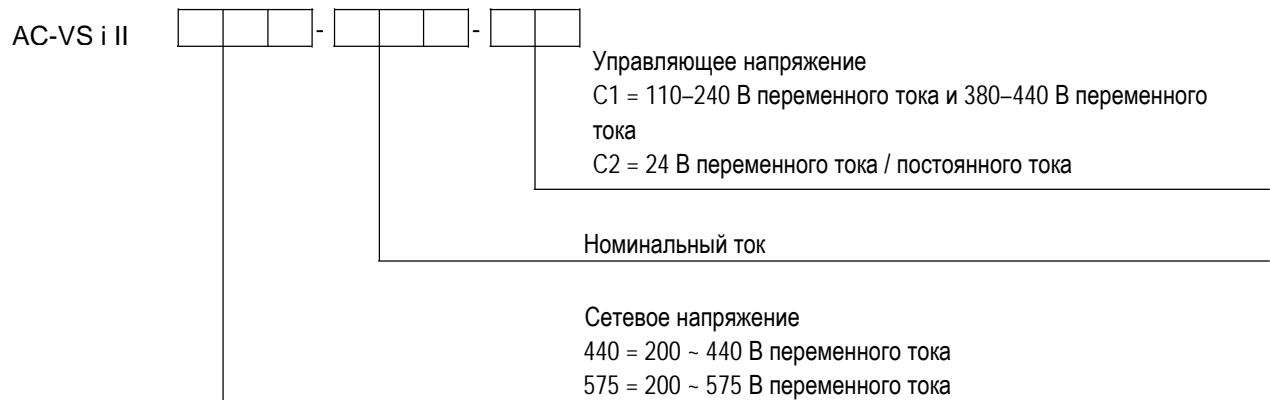 AC-VS i II - -
Управляющее напряжение
C1 = 110–240 В переменного тока и 380–440 В переменного
тока
C2 = 24 В переменного тока / постоянного тока
Номинальный ток
Сетевое напряжение
440 = 200 ~ 440 В переменного тока
575 = 200 ~ 575 В переменного тока